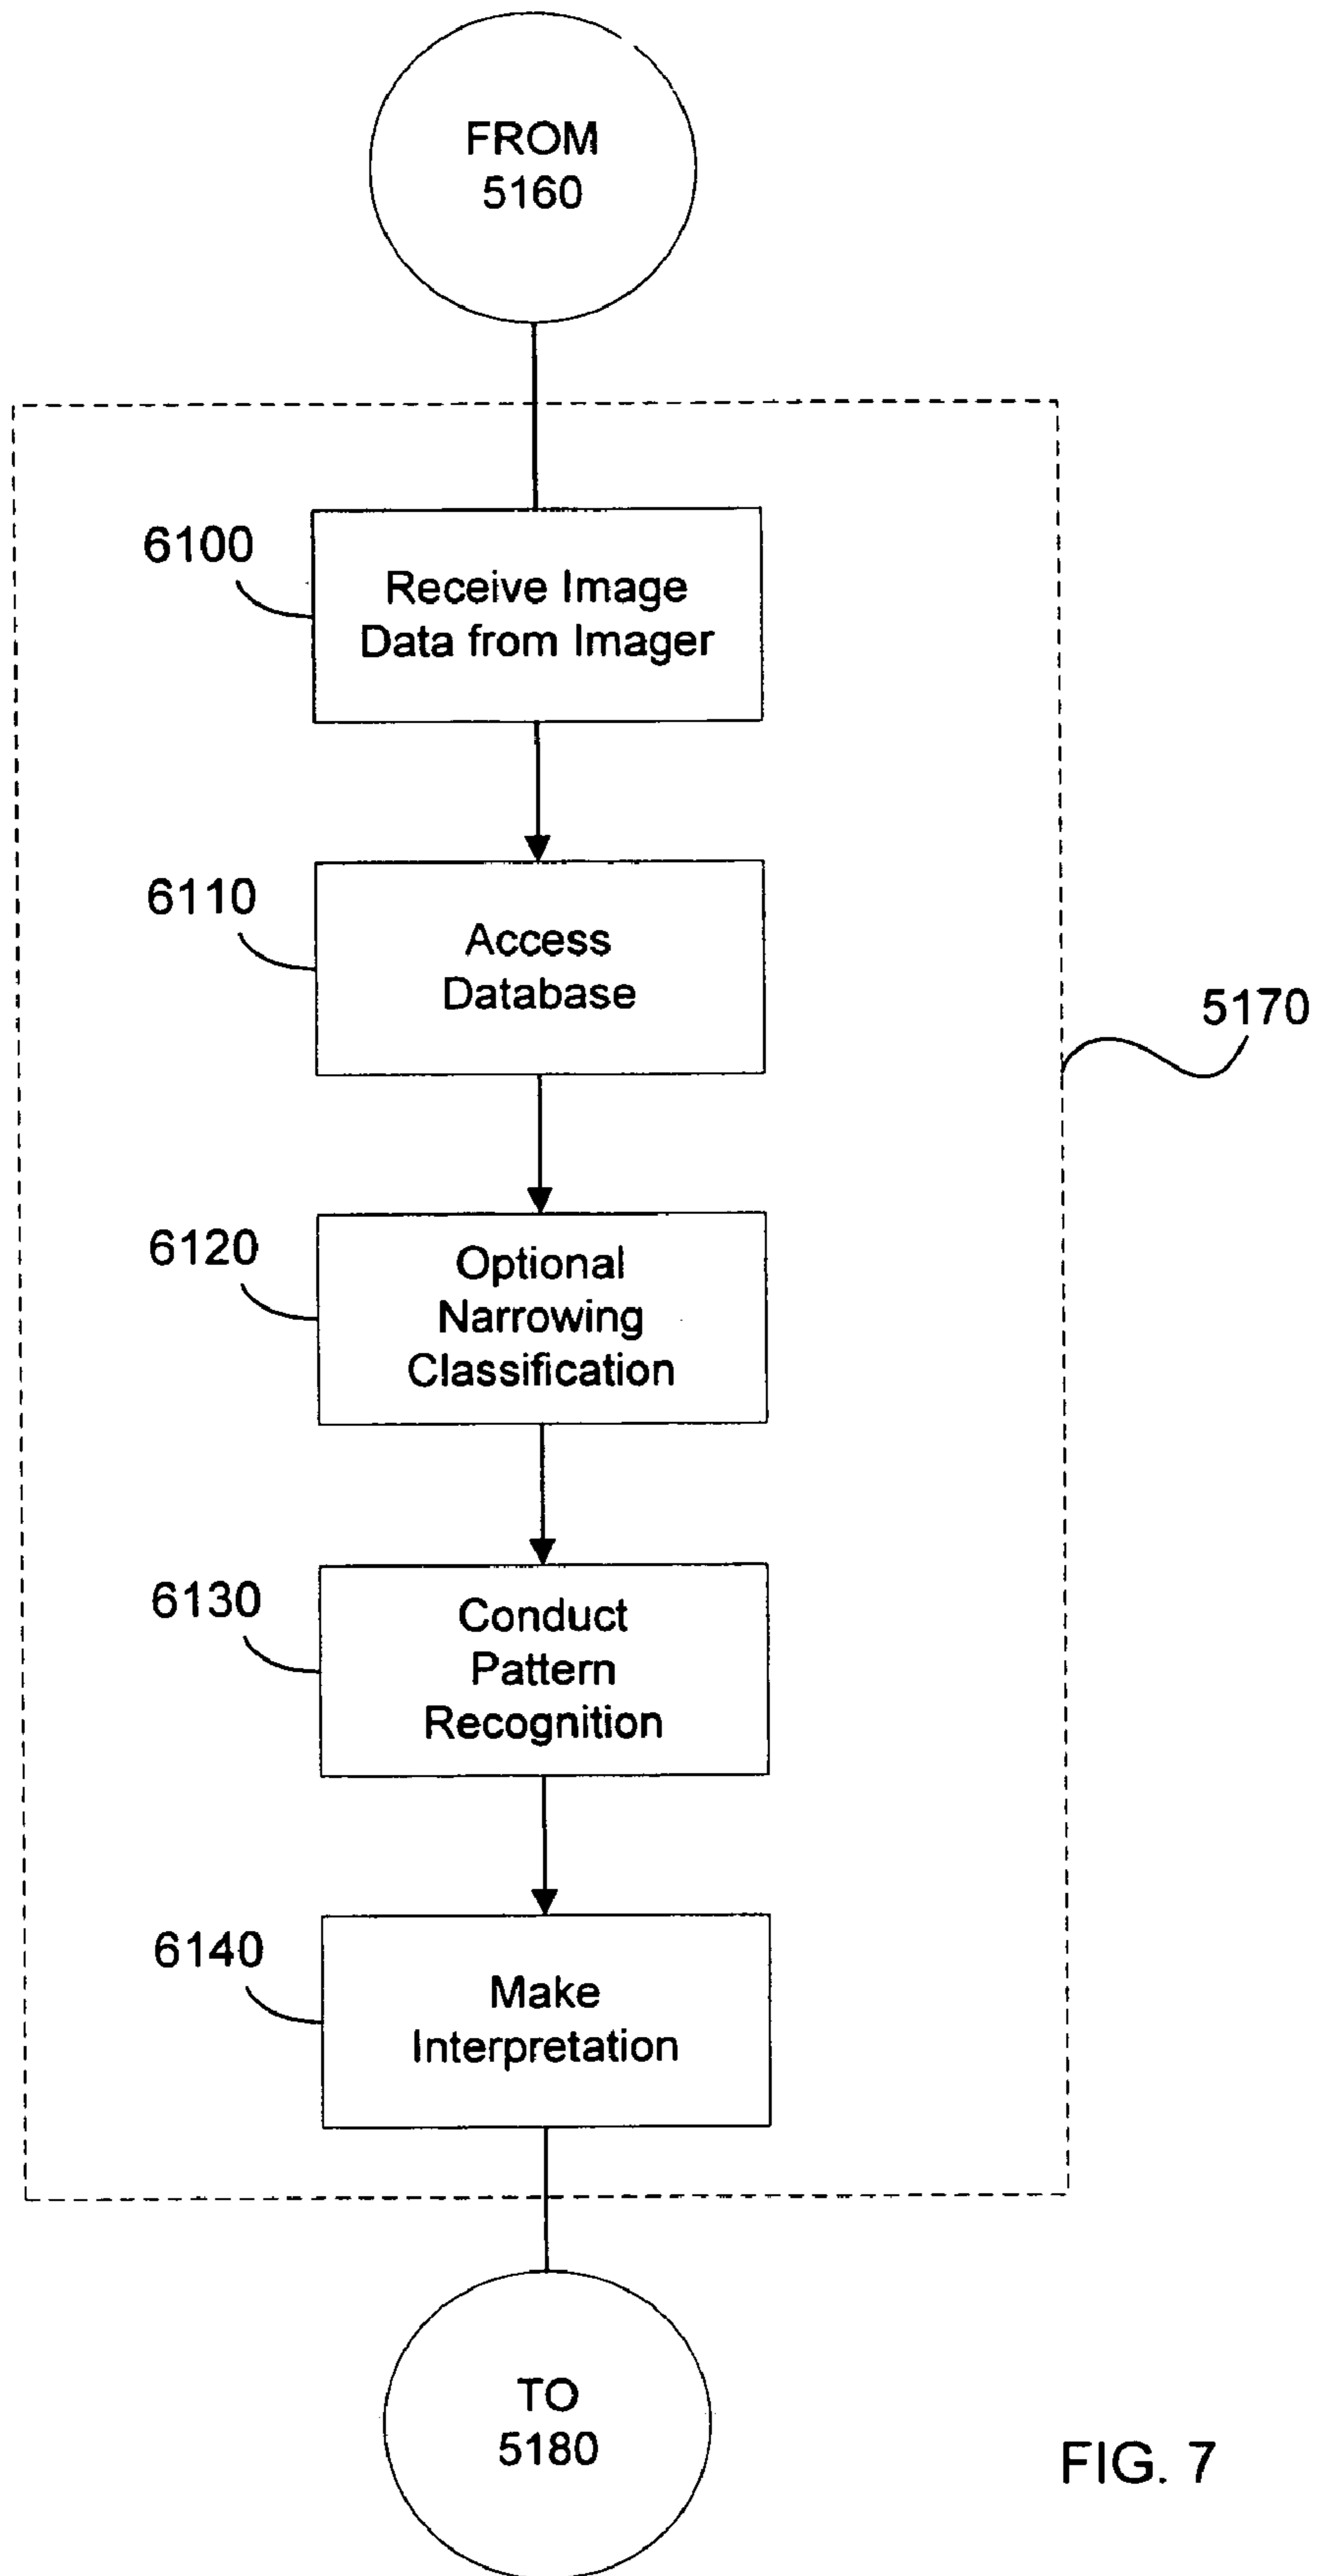 FROM
5160
6100
Receive Image
Data from Imager
6110
Access
Database
5170
6120
Optional
Narrowing
Classification
6130
Conduct
Pattern
Recognition
6140
Make
Interpretation
TO
5180
FIG. 7